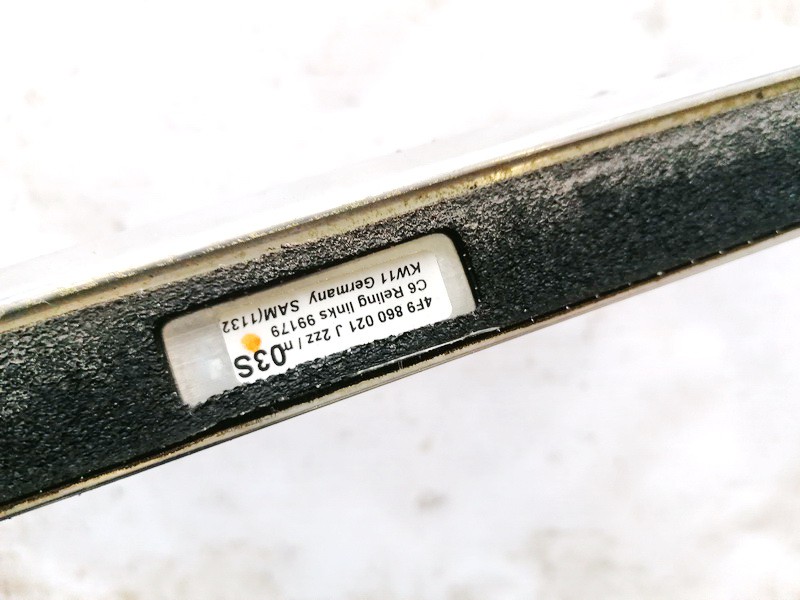 4F9 860 021 J 2zz / n
C6 Reling links 99179
KW11 Germany SAM(1132
03S